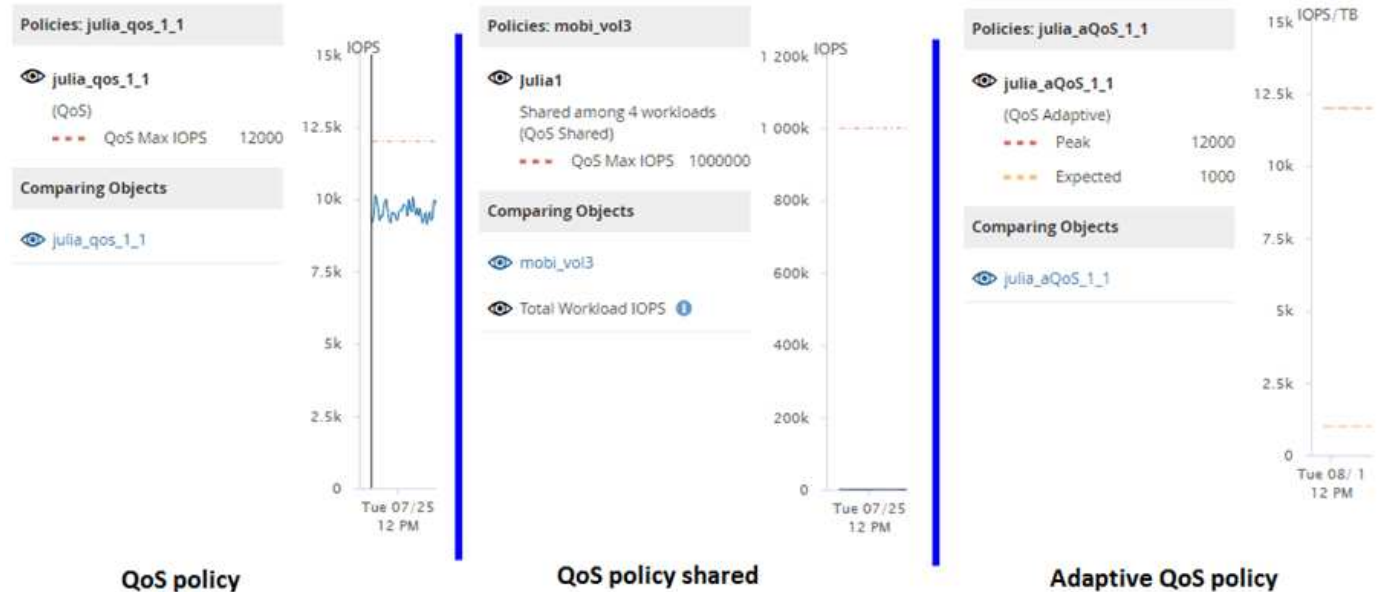 Policies: julia_qos_1_1
julia_qos_1_1
(QoS)
QoS Max IOPS 12000
Comparing Objects
julia_qos_1_1
IOPS
15k
12.5k
10k
7.5k
5k
2.5k
0
Tue 07/25
12 PM
QoS policy
Policies: mobi_vol3
Julia1
Shared among 4 workloads
(QoS Shared)
QoS Max IOPS 1000000
Comparing Objects
mobi_vol3
Total Workload IOPS
IOPS
1 200k
1 000k
800k
600k
400k
200k
0
Tue 07/25
12 PM
QoS policy shared
Policies: julia_aQoS_1_1
julia_aQoS_1_1
(QoS Adaptive)
Peak 12000
Expected 1000
Comparing Objects
julia_aQoS_1_1
IOPS/TB
15k
12.5k
10k
7.5k
5k
2.5k
0
Tue 08/ 1
12 PM
Adaptive QoS policy